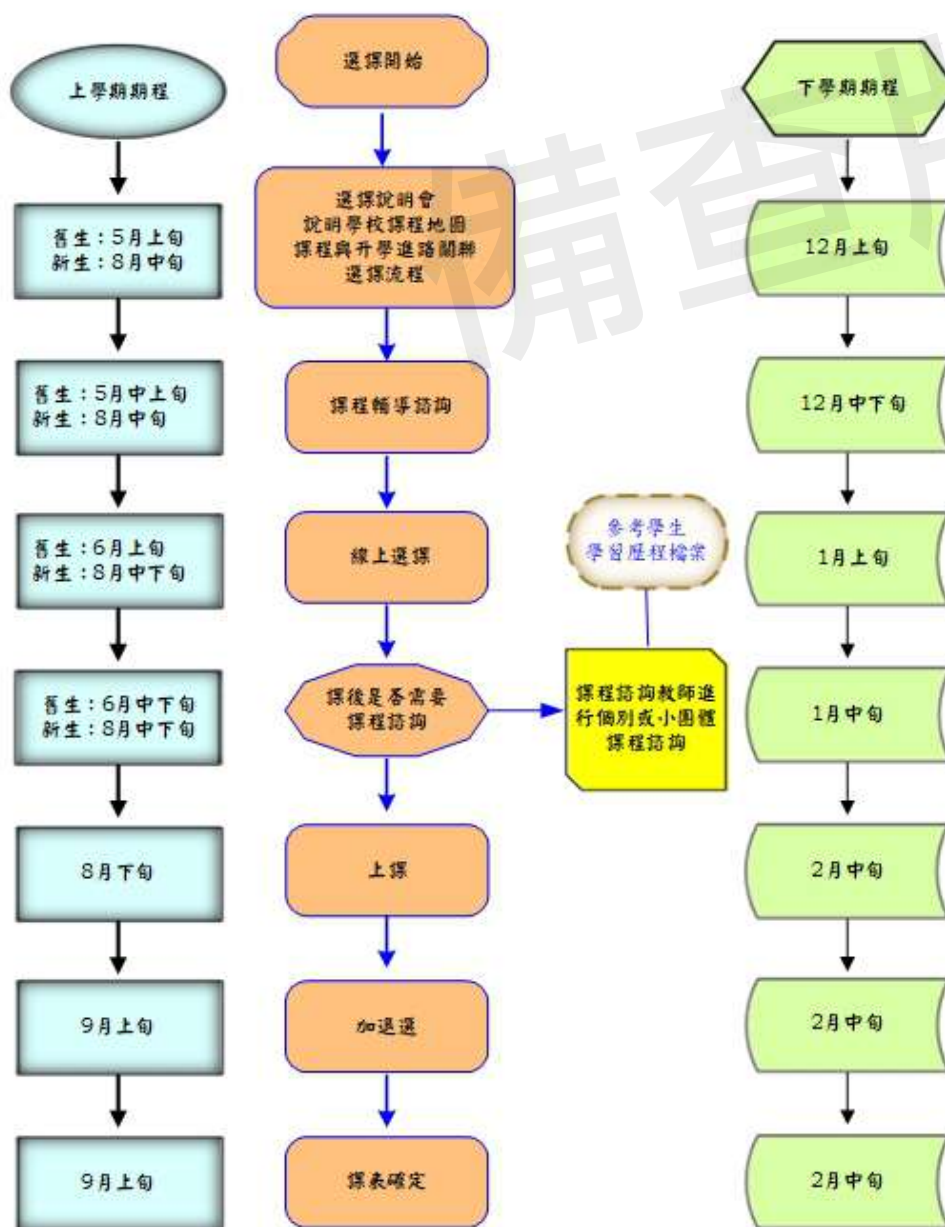 上學期期程
選課開始
下學期期程
舊生：5月上旬
新生：8月中旬
選課說明會
說明學校課程地圖
課程與升學進路關聯
選課流程
12月上旬
舊生：5月中上旬
新生：8月中旬
課程輔導諮詢
12月中下旬
舊生：6月上旬
新生：8月中下旬
線上選課
參考學生
學習歷程檔案
1月上旬
舊生：6月中下旬
新生：8月中下旬
課後是否需要
課程諮詢
課程諮詢教師進
行個別或小團體
課程諮詢
1月中旬
8月下旬
上課
2月中旬
9月上旬
加退選
2月中旬
9月上旬
課表確定
2月中旬
備查